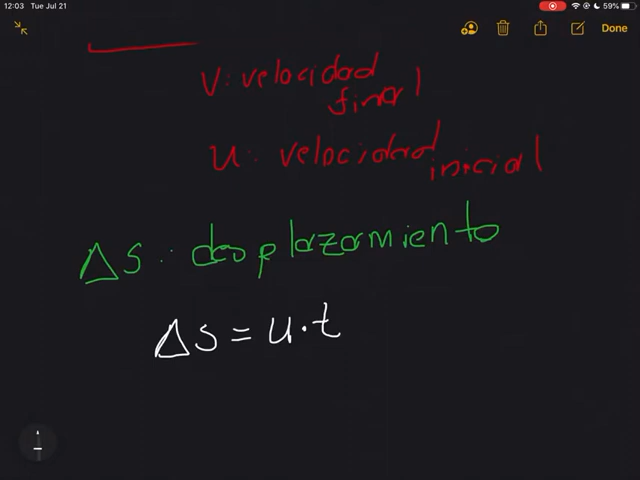 12:03 Tue Jul 21
59%
Done
v: velocidad
final
u: velocidad
inicial
Δs: desplazamiento
Δs = u·t